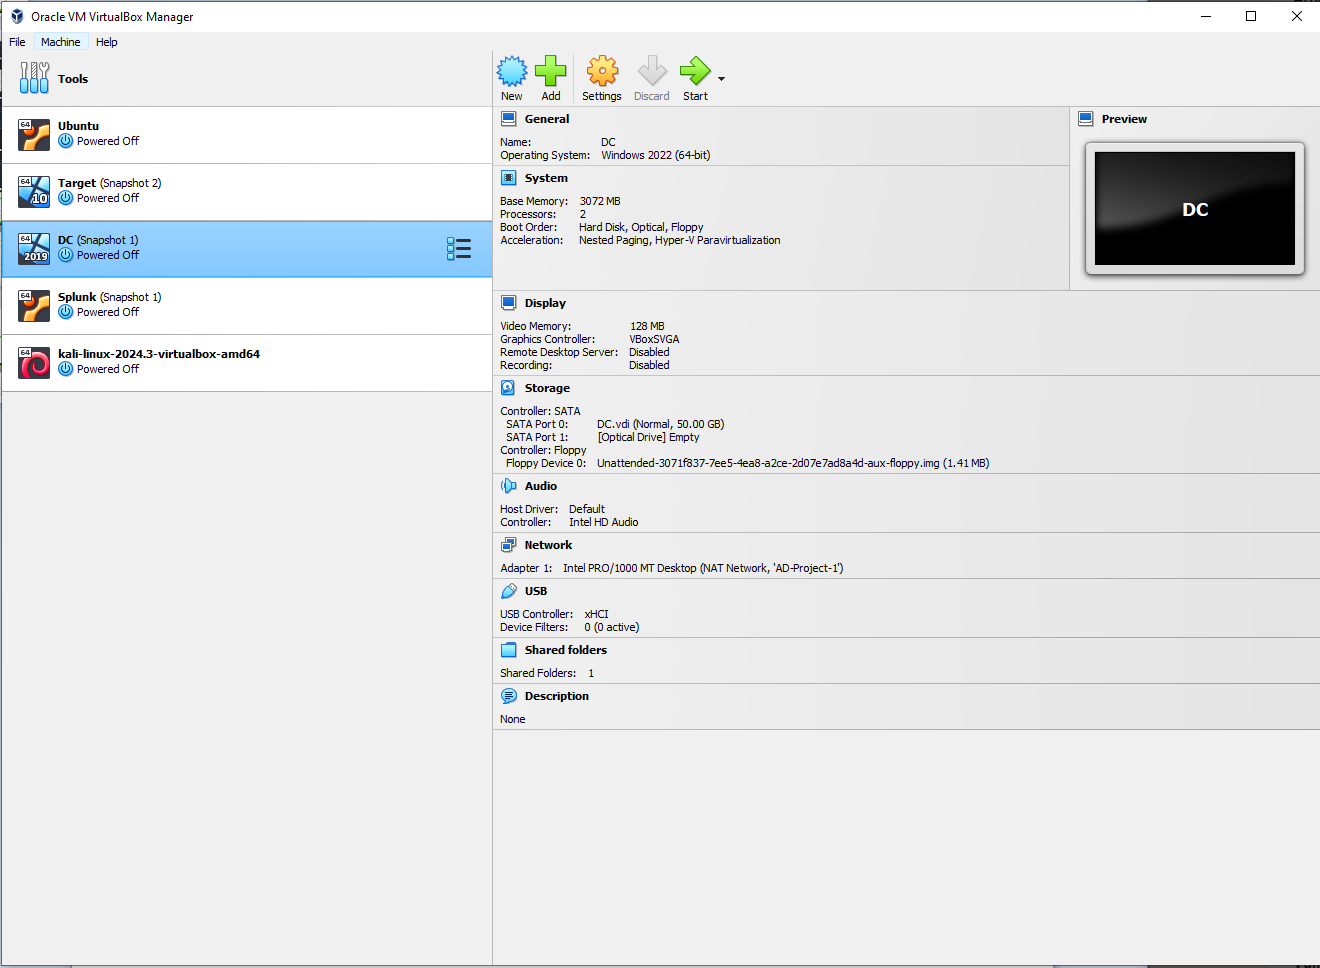 Oracle VM VirtualBox Manager
File Machine Help
Tools
64
Ubuntu
Powered Off
64
10
Target (Snapshot 2)
Powered Off
64
2019
DC (Snapshot 1)
Powered Off
64
Splunk (Snapshot 1)
Powered Off
64
kali-linux-2024.3-virtualbox-amd64
Powered Off
New Add Settings Discard Start
General
Name: DC
Operating System: Windows 2022 (64-bit)
System
Base Memory: 3072 MB
Processors: 2
Boot Order: Hard Disk, Optical, Floppy
Acceleration: Nested Paging, Hyper-V Paravirtualization
Preview
DC
Display
Video Memory: 128 MB
Graphics Controller: VBoxSVGA
Remote Desktop Server: Disabled
Recording: Disabled
Storage
Controller: SATA
SATA Port 0: DC.vdi (Normal, 50.00 GB)
SATA Port 1: [Optical Drive] Empty
Controller: Floppy
Floppy Device 0: Unattended-3071f837-7ee5-4ea8-a2ce-2d07e7ad8a4d-aux-floppy.img (1.41 MB)
Audio
Host Driver: Default
Controller: Intel HD Audio
Network
Adapter 1: Intel PRO/1000 MT Desktop (NAT Network, 'AD-Project-1')
USB
USB Controller: xHCI
Device Filters: 0 (0 active)
Shared folders
Shared Folders: 1
Description
None